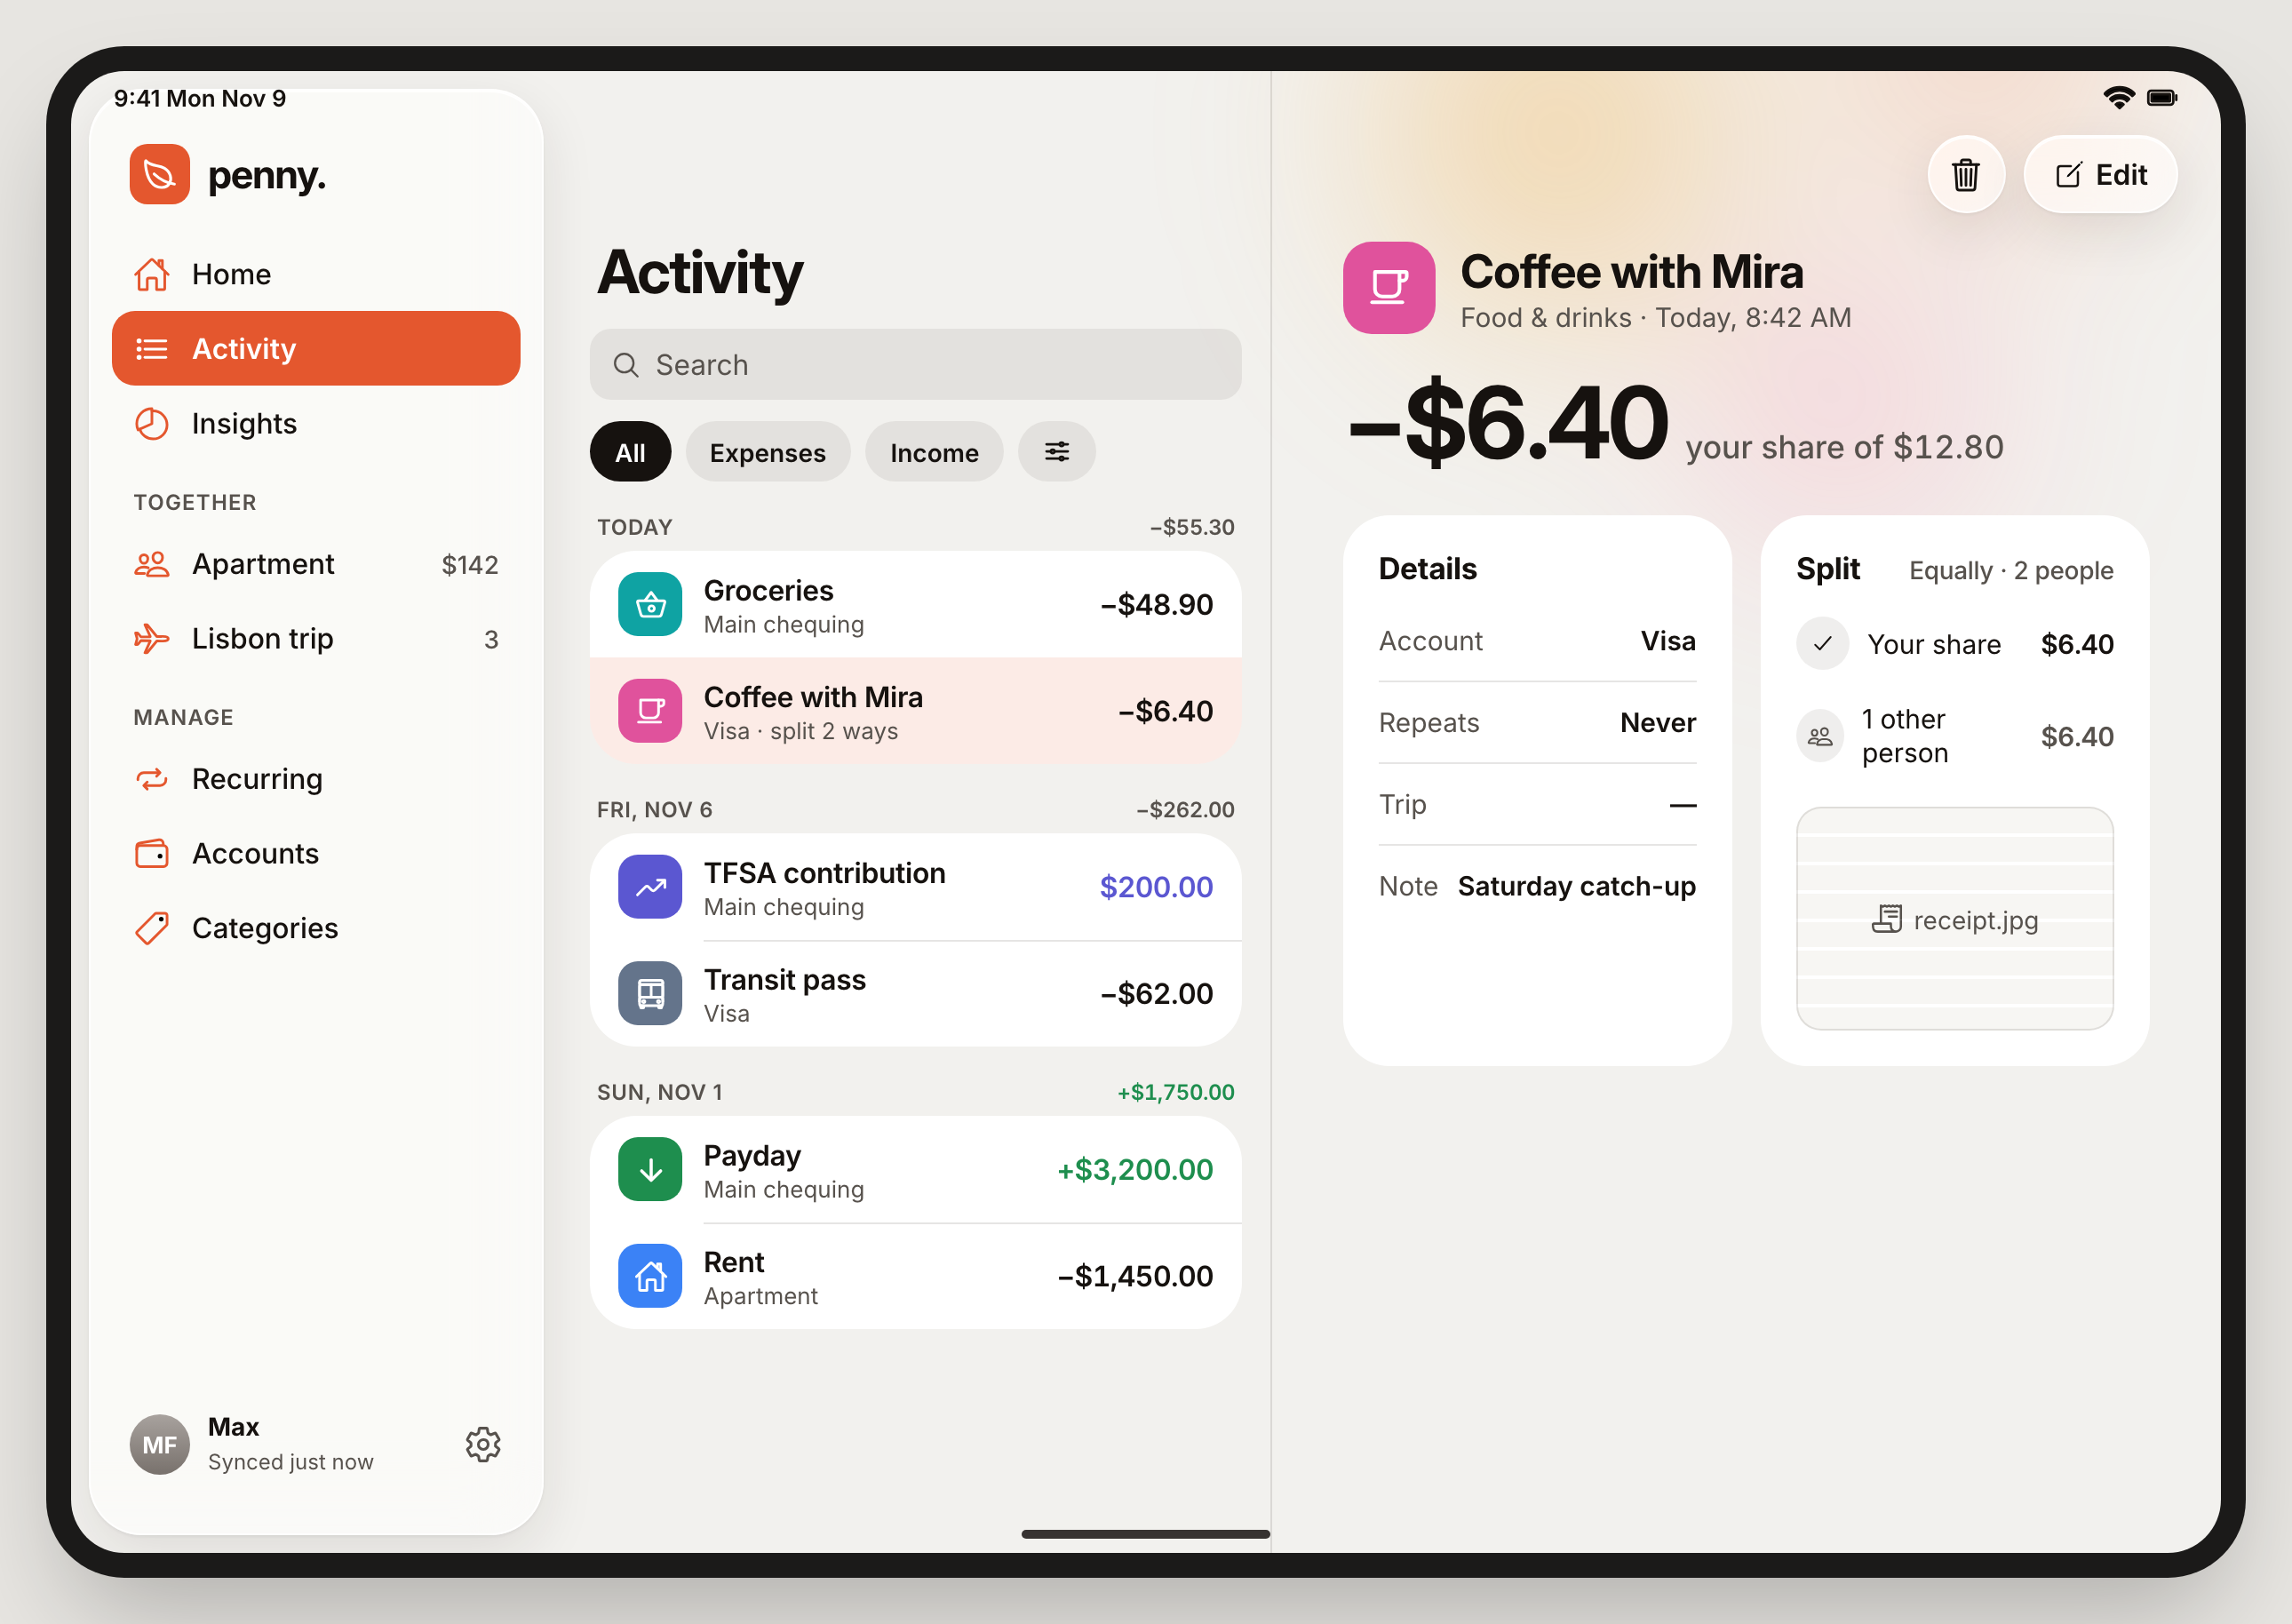 9:41 Mon Nov 9
penny.
Home
Activity
Insights
TOGETHER
Apartment $142
Lisbon trip 3
MANAGE
Recurring
Accounts
Categories
MF
Max
Synced just now
Activity
Search
All Expenses Income
TODAY –$55.30
Groceries
Main chequing
–$48.90
Coffee with Mira
Visa · split 2 ways
–$6.40
FRI, NOV 6 –$262.00
TFSA contribution
Main chequing
$200.00
Transit pass
Visa
–$62.00
SUN, NOV 1 +$1,750.00
Payday
Main chequing
+$3,200.00
Rent
Apartment
–$1,450.00
Edit
Coffee with Mira
Food & drinks · Today, 8:42 AM
–$6.40 your share of $12.80
Details
Account Visa
Repeats Never
Trip —
Note Saturday catch-up
Split Equally · 2 people
Your share $6.40
1 other
person
$6.40
receipt.jpg